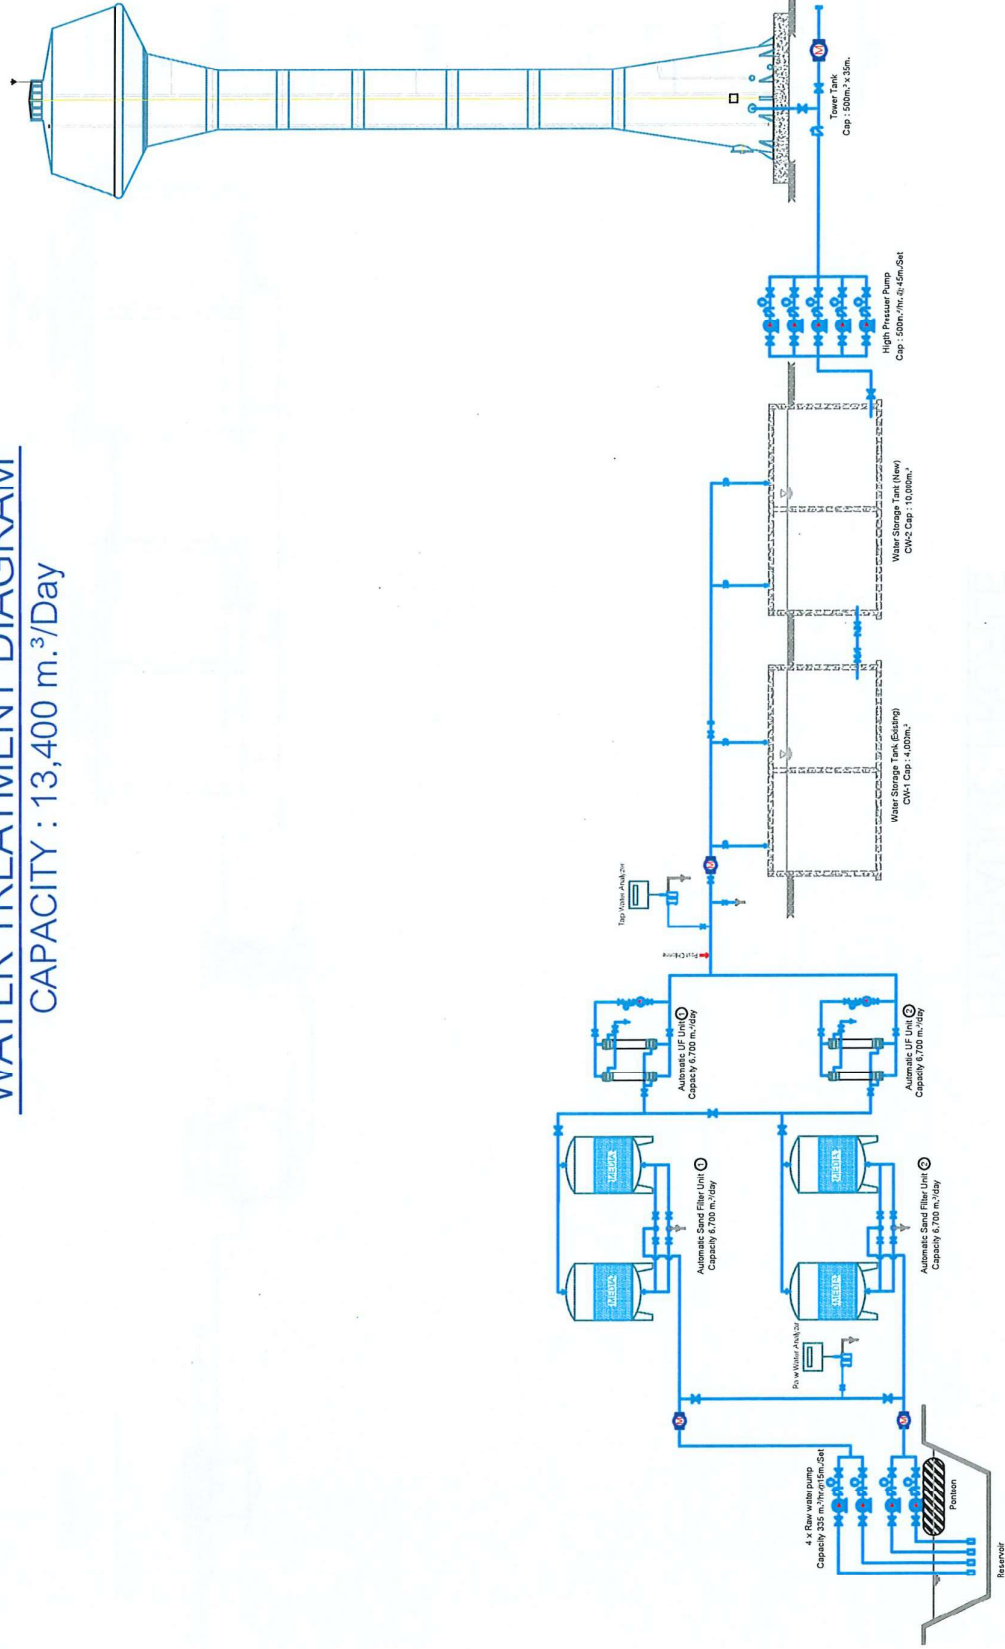 WATER TREATMENT DIAGRAM
CAPACITY : 13,400 m.³/Day
Reservoir
Pontoon
4 x Raw water pump
Capacity 335 m.³/hr.@15m./Set
M
M
Raw Water Analyzer
MEDIA
MEDIA
Automatic Sand Filter Unit 1
Capacity 6,700 m.³/day
MEDIA
MEDIA
Automatic Sand Filter Unit 2
Capacity 6,700 m.³/day
Automatic UF Unit 1
Capacity 6,700 m.³/day
Automatic UF Unit 2
Capacity 6,700 m.³/day
Post Chlorine
Tap Water Analyzer
M
Water Storage Tank (Existing)
CW-1 Cap : 4,000m.³
Water Storage Tank (New)
CW-2 Cap : 10,000m.³
Higth Pressuer Pump
Cap : 500m.³/hr. @ 45m./Set
Tower Tank
Cap : 500m.³ x 35m.
M